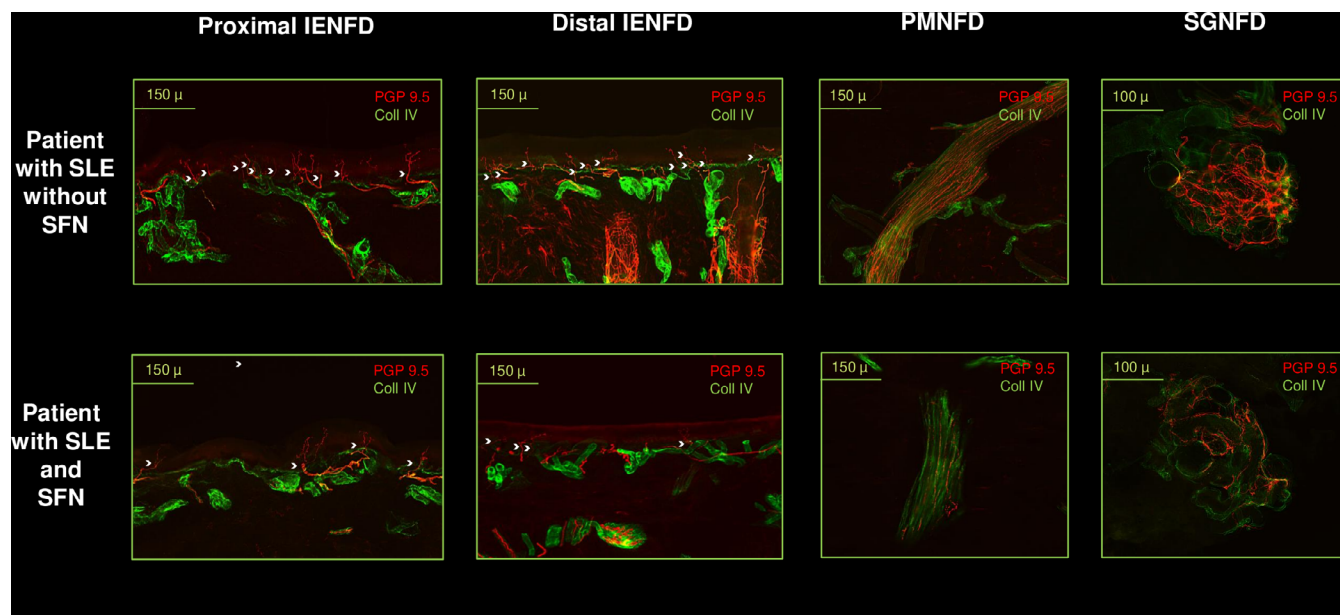 Proximal IENFD
Distal IENFD
PMNFD
SGNFD
Patient
with SLE
without
SFN
150 µ
PGP 9.5
Coll IV
150 µ
PGP 9.5
Coll IV
150 µ
PGP 9.5
Coll IV
100 µ
PGP 9.5
Coll IV
Patient
with SLE
and
SFN
150 µ
PGP 9.5
Coll IV
150 µ
PGP 9.5
Coll IV
150 µ
PGP 9.5
Coll IV
100 µ
PGP 9.5
Coll IV